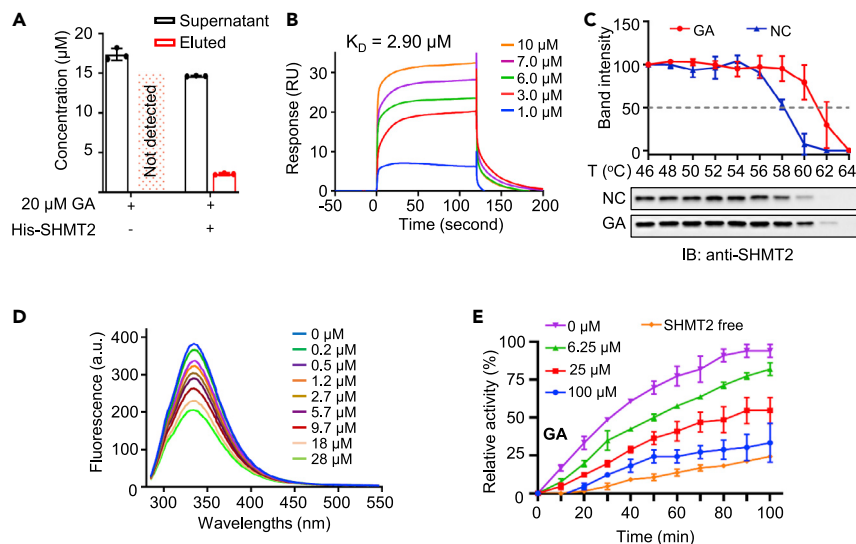 A
Supernatant
Eluted
Concentration (µM)
20
15
10
5
0
Not detected
20 µM GA + +
His-SHMT2 - +
B
K_D = 2.90 µM
Response (RU)
30
20
10
0
10 µM
7.0 µM
6.0 µM
3.0 µM
1.0 µM
-50 0 50 100 150 200
Time (second)
C
GA NC
Band intensity
100
50
0
T (°C) 46 48 50 52 54 56 58 60 62 64
NC
GA
IB: anti-SHMT2
D
Fluorescence (a.u.)
400
300
200
100
0
0 µM
0.2 µM
0.5 µM
1.2 µM
2.7 µM
5.7 µM
9.7 µM
18 µM
28 µM
300 350 400 450 500 550
Wavelengths (nm)
E
Relative activity (%)
100
75
50
25
0
0 µM SHMT2 free
6.25 µM
25 µM
100 µM
GA
0 20 40 60 80 100
Time (min)